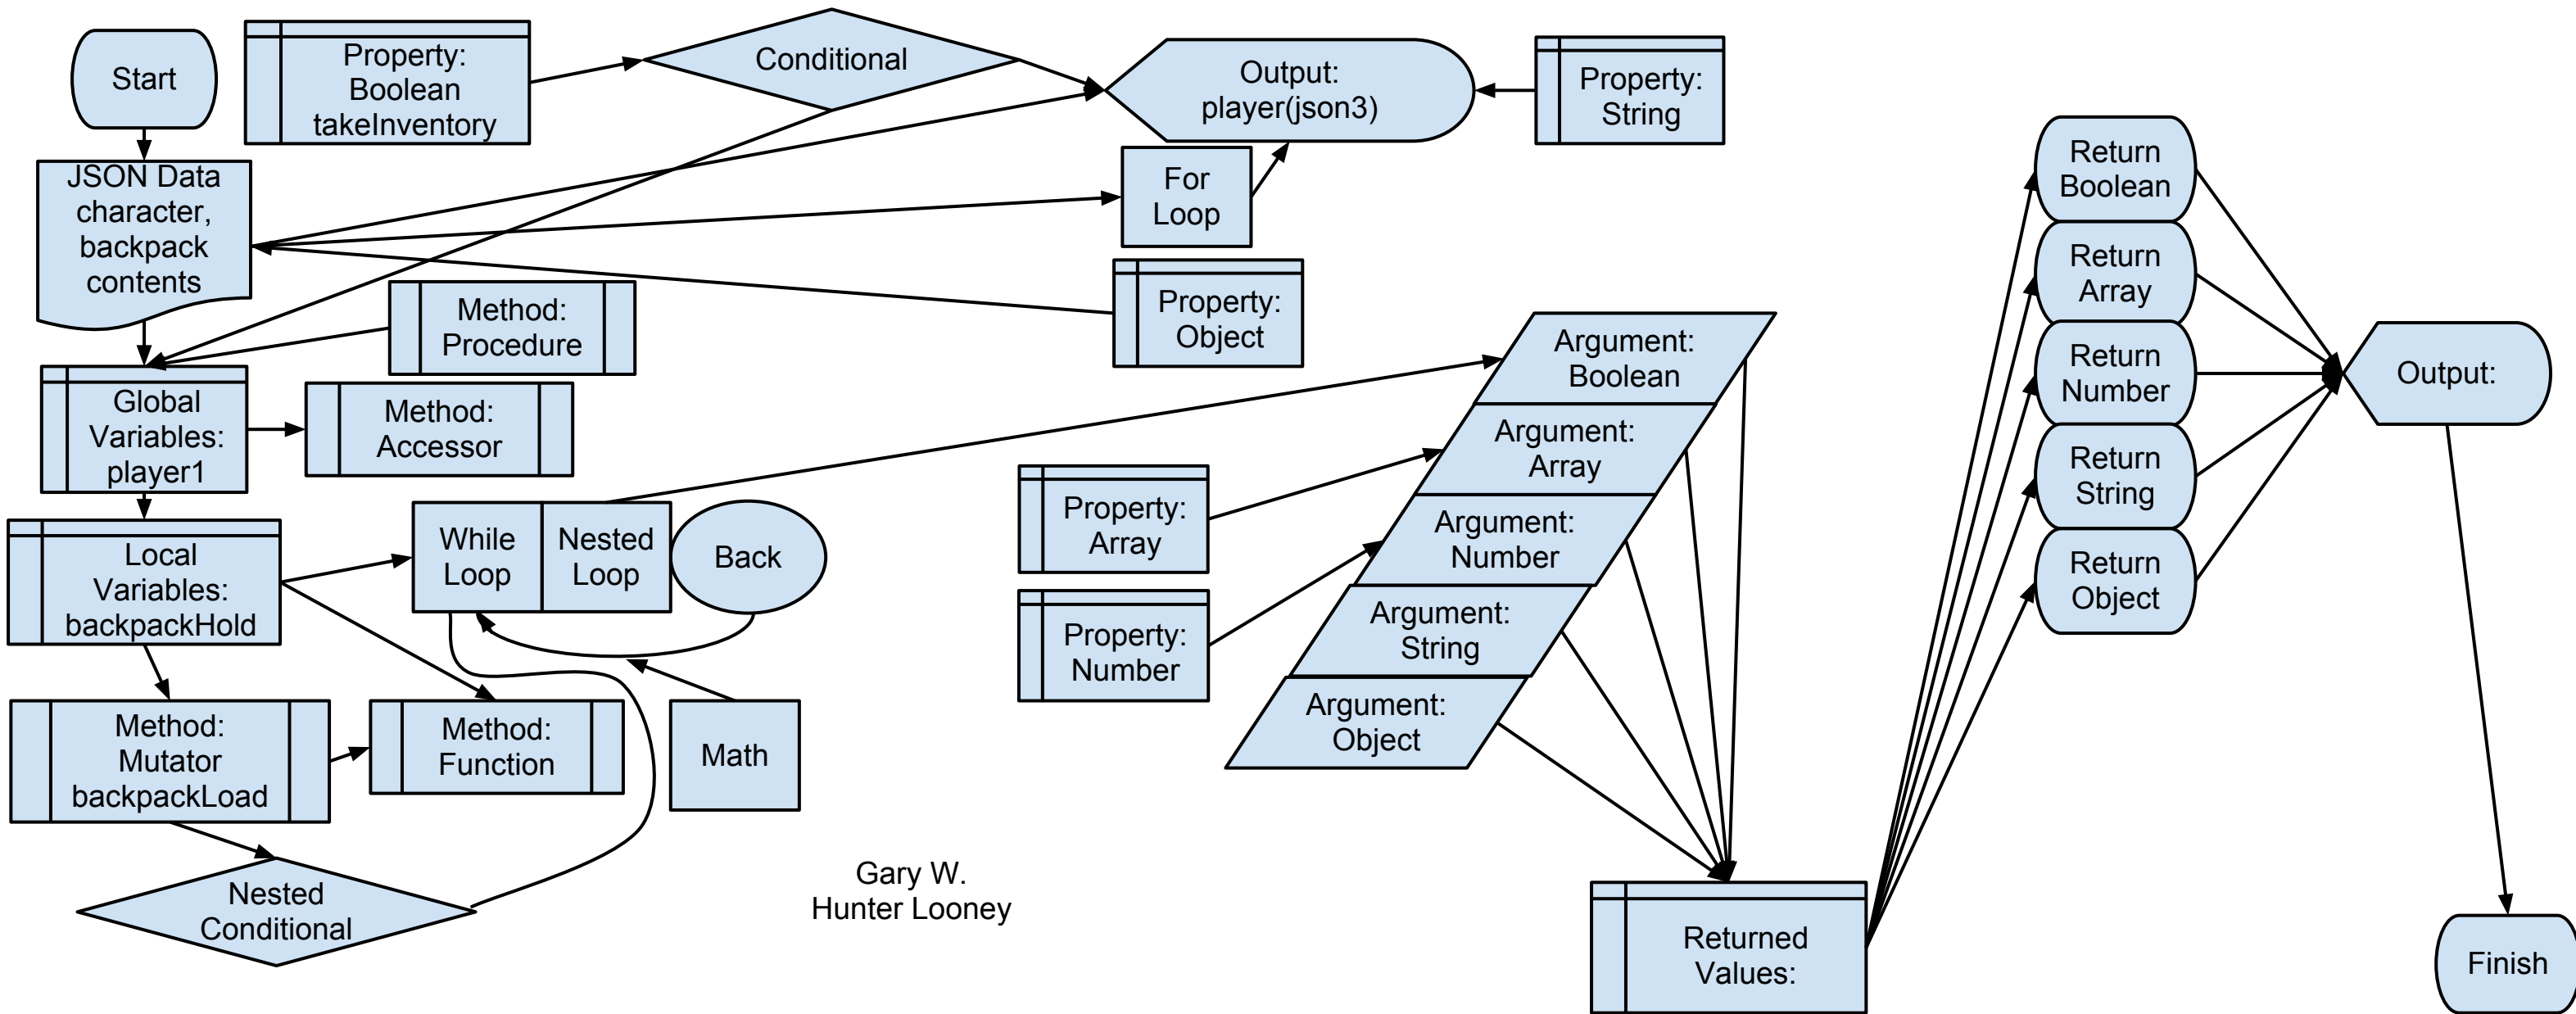 Start
Property:
Boolean
takeInventory
Conditional
Output:
player(json3)
Property:
String
JSON Data
character,
backpack
contents
For
Loop
Property:
Object
Method:
Procedure
Global
Variables:
player1
Method:
Accessor
Local
Variables:
backpackHold
While
Loop
Nested
Loop
Back
Method:
Mutator
backpackLoad
Method:
Function
Math
Nested
Conditional
Gary W.
Hunter Looney
Property:
Array
Property:
Number
Argument:
Boolean
Argument:
Array
Argument:
Number
Argument:
String
Argument:
Object
Returned
Values:
Return
Boolean
Return
Array
Return
Number
Return
String
Return
Object
Output:
Finish